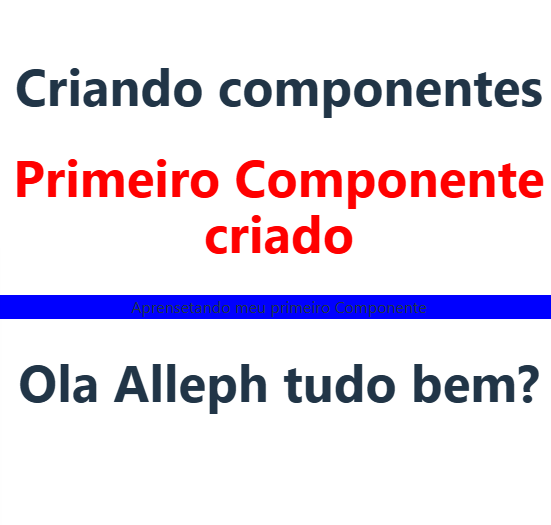 Criando componentes
Primeiro Componente
criado
Aprensetando meu primeiro Componente
Ola Alleph tudo bem?